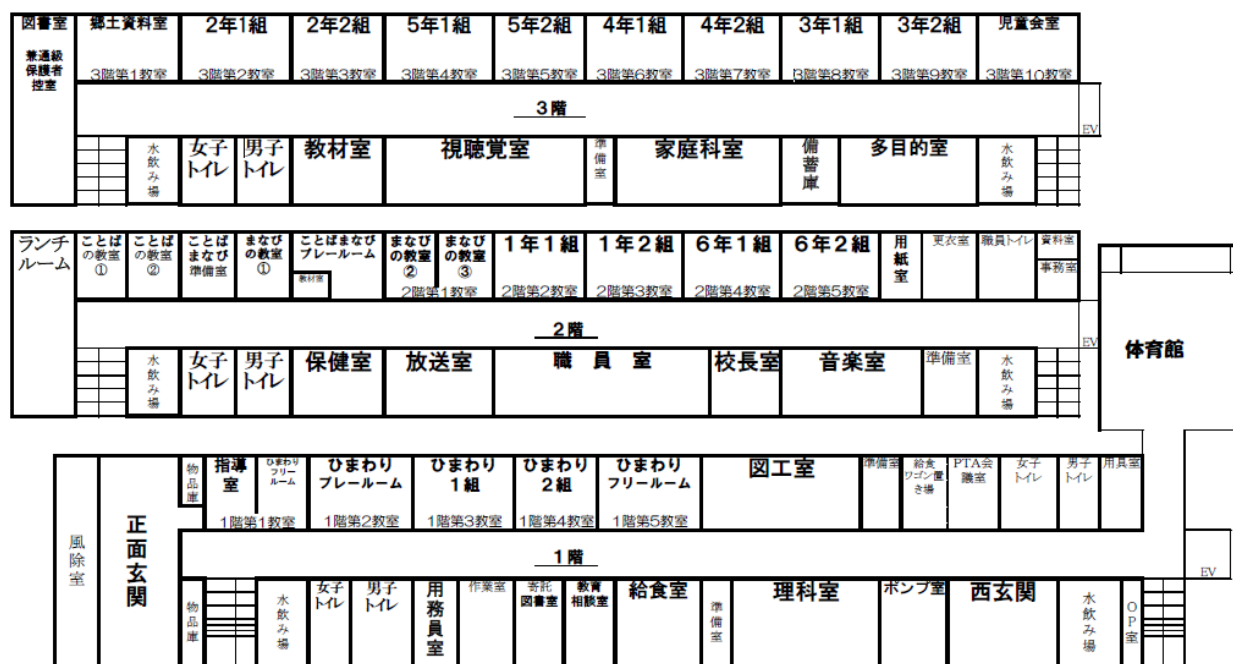 図書室
兼通級
保護者
控室
郷土資料室
3階第1教室
2年1組
3階第2教室
2年2組
3階第3教室
5年1組
3階第4教室
5年2組
3階第5教室
4年1組
3階第6教室
4年2組
3階第7教室
3年1組
3階第8教室
3年2組
3階第9教室
児童会室
3階第10教室
3階
EV
水飲み場
女子
トイレ
男子
トイレ
教材室
視聴覚室
準備室
家庭科室
備蓄庫
多目的室
水飲み場
ランチ
ルーム
ことば
の教室
①
ことば
の教室
②
ことば
まなび
準備室
まなび
の教室
①
ことばまなび
プレールーム
教材室
まなび
の教室
②
まなび
の教室
③
2階第1教室
1年1組
2階第2教室
1年2組
2階第3教室
6年1組
2階第4教室
6年2組
2階第5教室
用紙室
更衣室
職員トイレ
資料室
事務室
2階
EV
水飲み場
女子
トイレ
男子
トイレ
保健室
放送室
職員室
校長室
音楽室
準備室
水飲み場
体育館
風除室
正面玄関
物品庫
指導
室
ひまわり
フリー
ルーム
1階第1教室
ひまわり
プレールーム
1階第2教室
ひまわり
1組
1階第3教室
ひまわり
2組
1階第4教室
ひまわり
フリールーム
1階第5教室
図工室
準備室
給食
ワゴン置
き場
PTA会
議室
女子
トイレ
男子
トイレ
用具室
1階
EV
物品庫
水飲み場
女子
トイレ
男子
トイレ
用務員室
作業室
寄託
図書室
教育
相談室
給食室
準備室
理科室
ポンプ室
西玄関
水飲み場
OP室